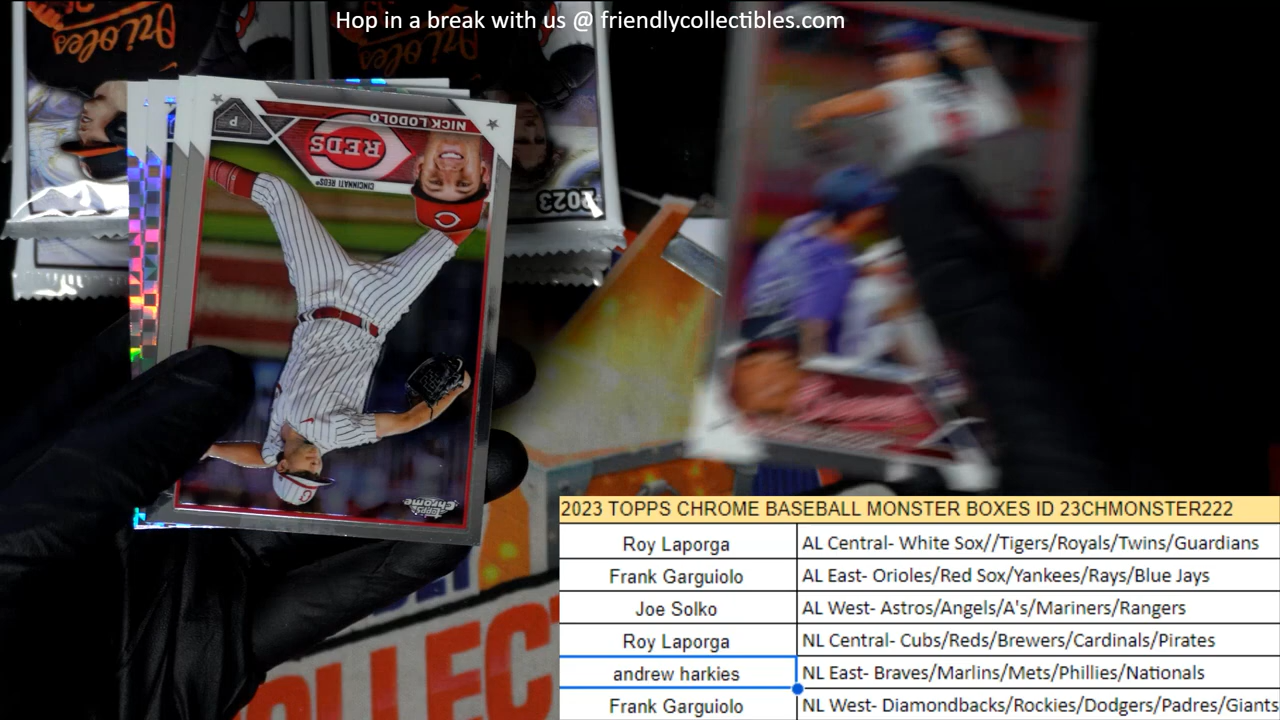 Hop in a break with us @ friendlycollectibles.com
Orioles
Orioles
2023
NICK LODOLO
P
REDS
CINCINNATI REDS®
TOPPS
Chrome
2023 TOPPS CHROME BASEBALL MONSTER BOXES ID 23CHMONSTER222
Roy Laporga AL Central- White Sox//Tigers/Royals/Twins/Guardians
Frank Garguiolo AL East- Orioles/Red Sox/Yankees/Rays/Blue Jays
Joe Solko AL West- Astros/Angels/A's/Mariners/Rangers
Roy Laporga NL Central- Cubs/Reds/Brewers/Cardinals/Pirates
andrew harkies NL East- Braves/Marlins/Mets/Phillies/Nationals
Frank Garguiolo NL West- Diamondbacks/Rockies/Dodgers/Padres/Giants